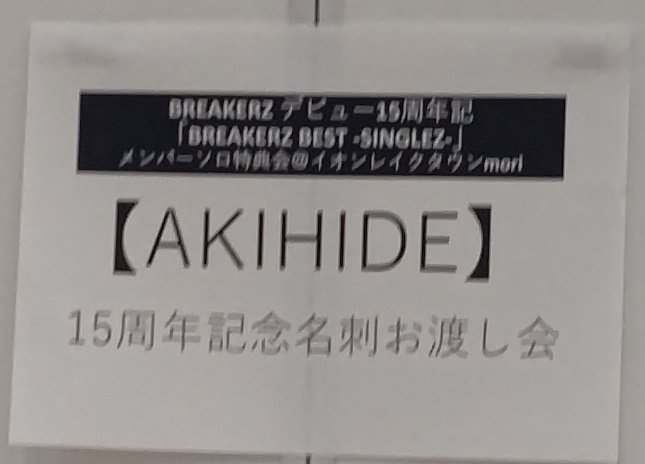 BREAKERZ デビュー15周年記
「BREAKERZ BEST -SINGLEZ-」
メンバーソロ特典会@イオンレイクタウンmori
【AKIHIDE】
15周年記念名刺お渡し会